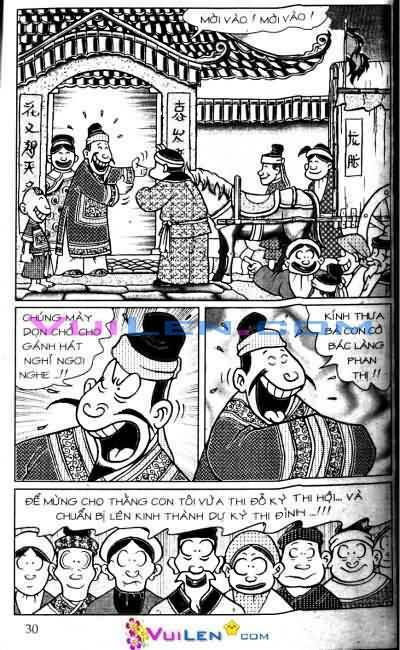 MỜI VÀO! MỜI VÀO!
CHÚNG MÀY
DỌN CHỖ CHO
GÁNH HÁT
NGHỈ NGƠI
NGHE..!!
KÍNH THƯA
BÀ CON CÔ
BÁC LÀNG
PHAN
THỊ!
VUILEN.COM
ĐỂ MỪNG CHO THẰNG CON TÔI VỪA THI ĐỖ KỲ THI HỘI... VÀ
CHUẨN BỊ LÊN KINH THÀNH DỰ KỲ THI ĐÌNH...!!!
30
VUILEN.COM